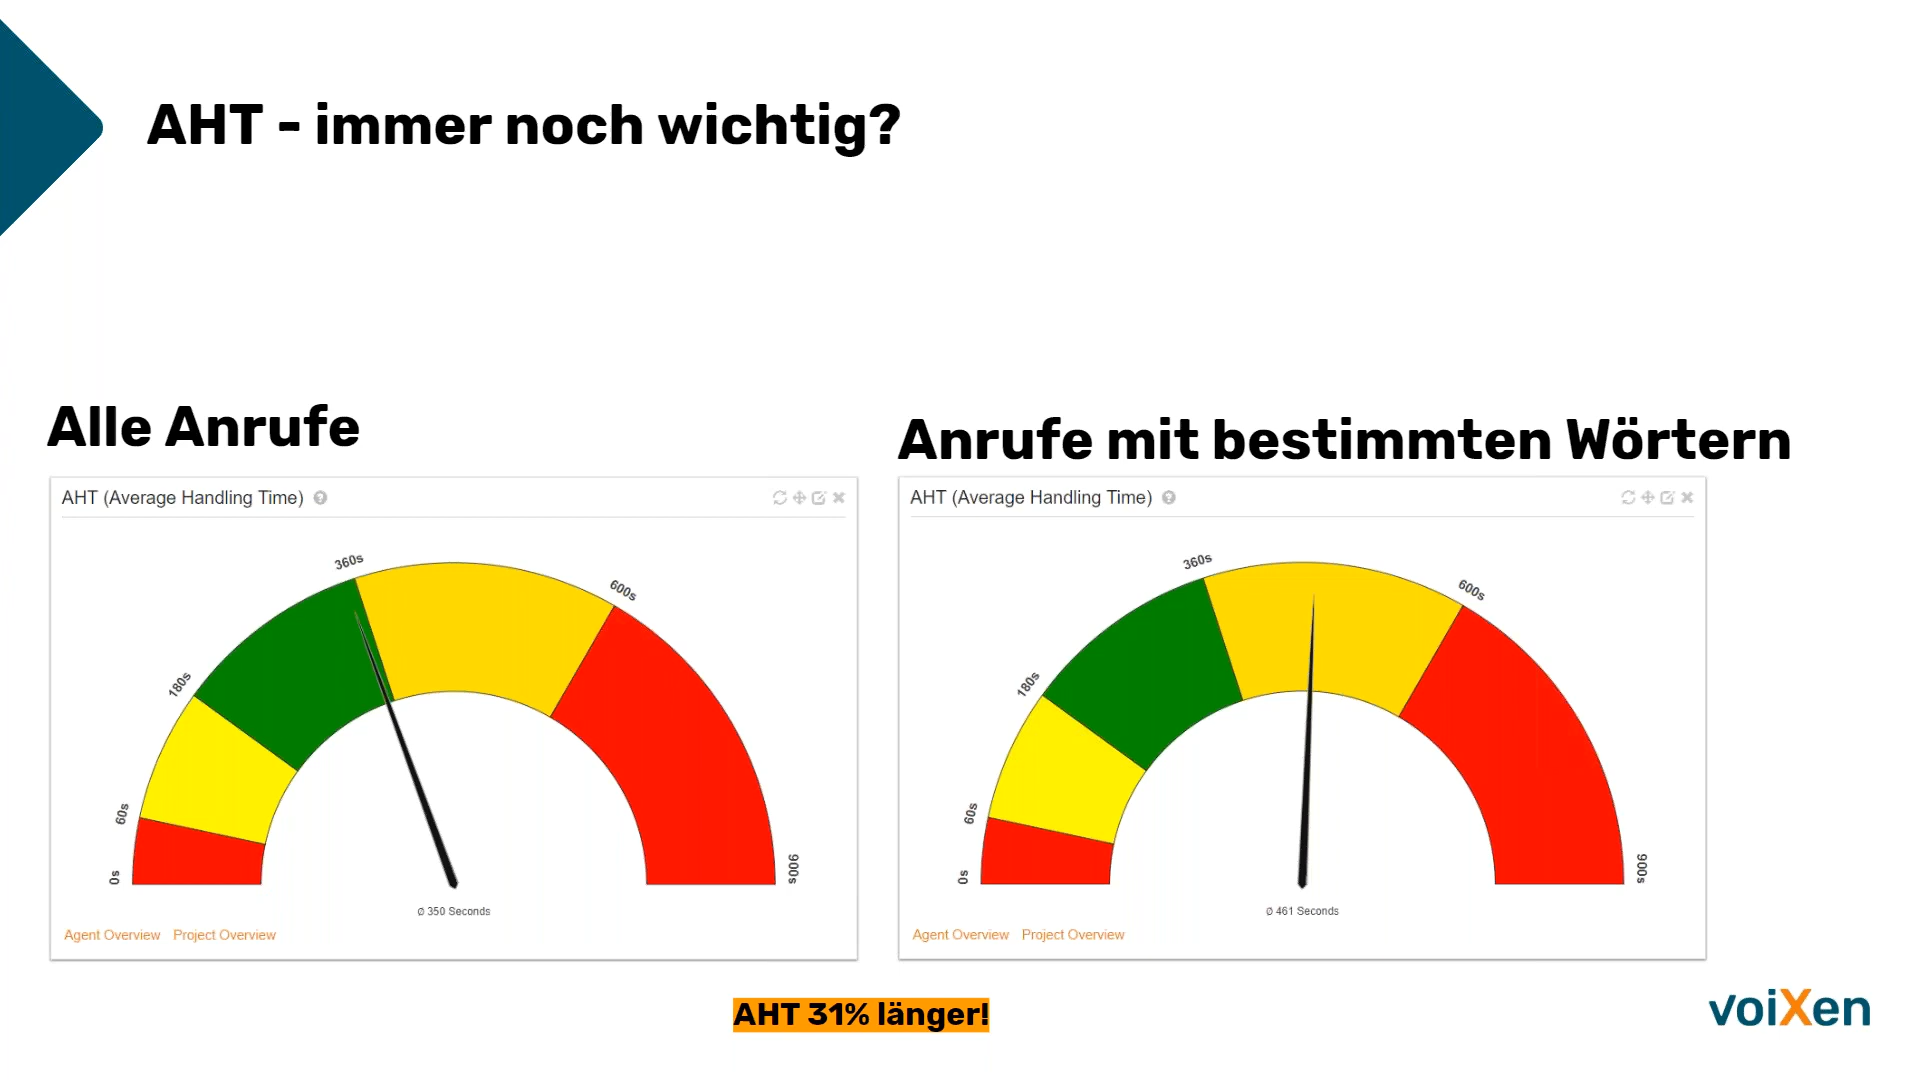 AHT - immer noch wichtig?
Alle Anrufe
AHT (Average Handling Time)
0s
60s
180s
360s
600s
900s
Ø 350 Seconds
Agent Overview Project Overview
Anrufe mit bestimmten Wörtern
AHT (Average Handling Time)
0s
60s
180s
360s
600s
900s
Ø 461 Seconds
Agent Overview Project Overview
AHT 31% länger!
voiXen